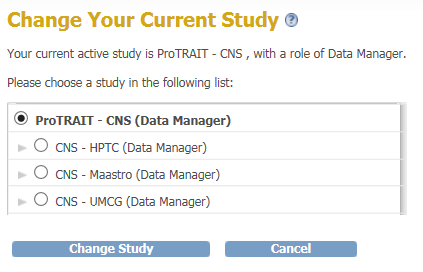 Change Your Current Study ?
Your current active study is ProTRAIT - CNS , with a role of Data Manager.
Please choose a study in the following list:
ProTRAIT - CNS (Data Manager)
CNS - HPTC (Data Manager)
CNS - Maastro (Data Manager)
CNS - UMCG (Data Manager)
Change Study Cancel